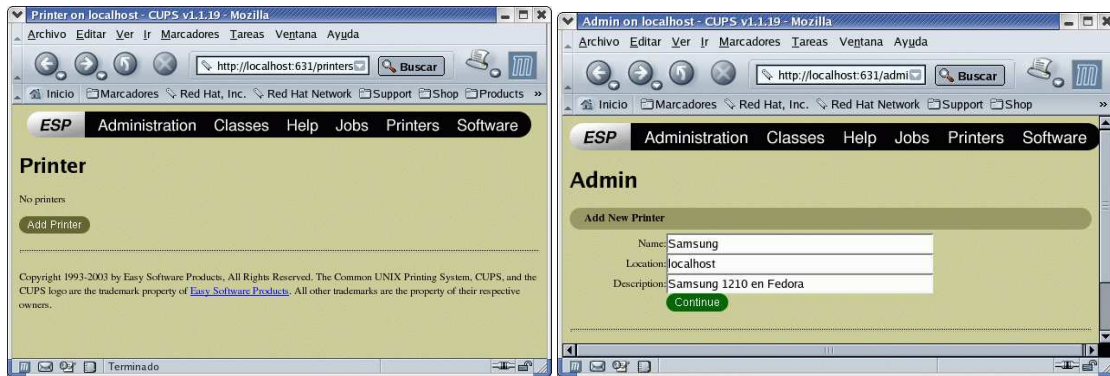 Printer on localhost - CUPS v1.1.19 - Mozilla
Archivo Editar Ver Ir Marcadores Tareas Ventana Ayuda
http://localhost:631/printers
Buscar
Inicio Marcadores Red Hat, Inc. Red Hat Network Support Shop Products »
ESP Administration Classes Help Jobs Printers Software
Printer
No printers
Add Printer
Copyright 1993-2003 by Easy Software Products, All Rights Reserved. The Common UNIX Printing System, CUPS, and the
CUPS logo are the trademark property of Easy Software Products. All other trademarks are the property of their respective
owners.
Terminado
Admin on localhost - CUPS v1.1.19 - Mozilla
Archivo Editar Ver Ir Marcadores Tareas Ventana Ayuda
http://localhost:631/admi
Buscar
Inicio Marcadores Red Hat, Inc. Red Hat Network Support Shop »
ESP Administration Classes Help Jobs Printers Software
Admin
Add New Printer
Name: Samsung
Location: localhost
Description: Samsung 1210 en Fedora
Continue